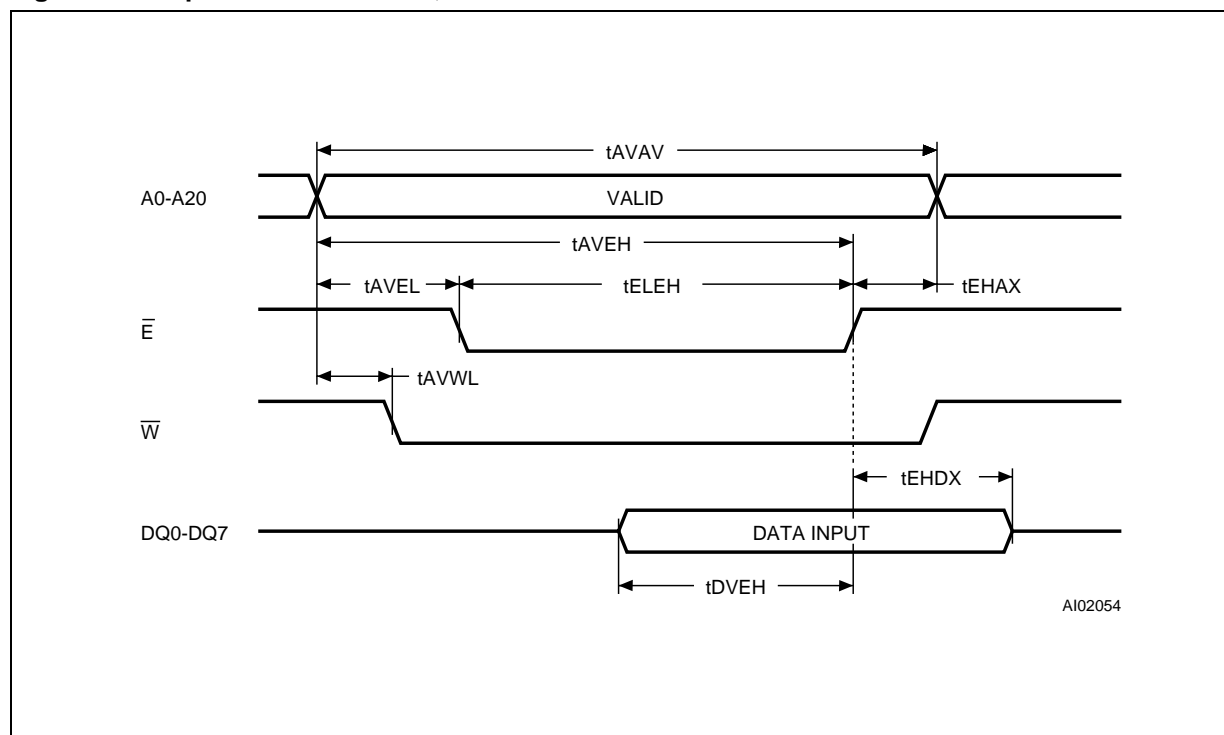 tAVAV
A0-A20
VALID
tAVEH
tAVEL
tELEH
tEHAX
E̅
tAVWL
W̅
tEHDX
DQ0-DQ7
DATA INPUT
tDVEH
AI02054